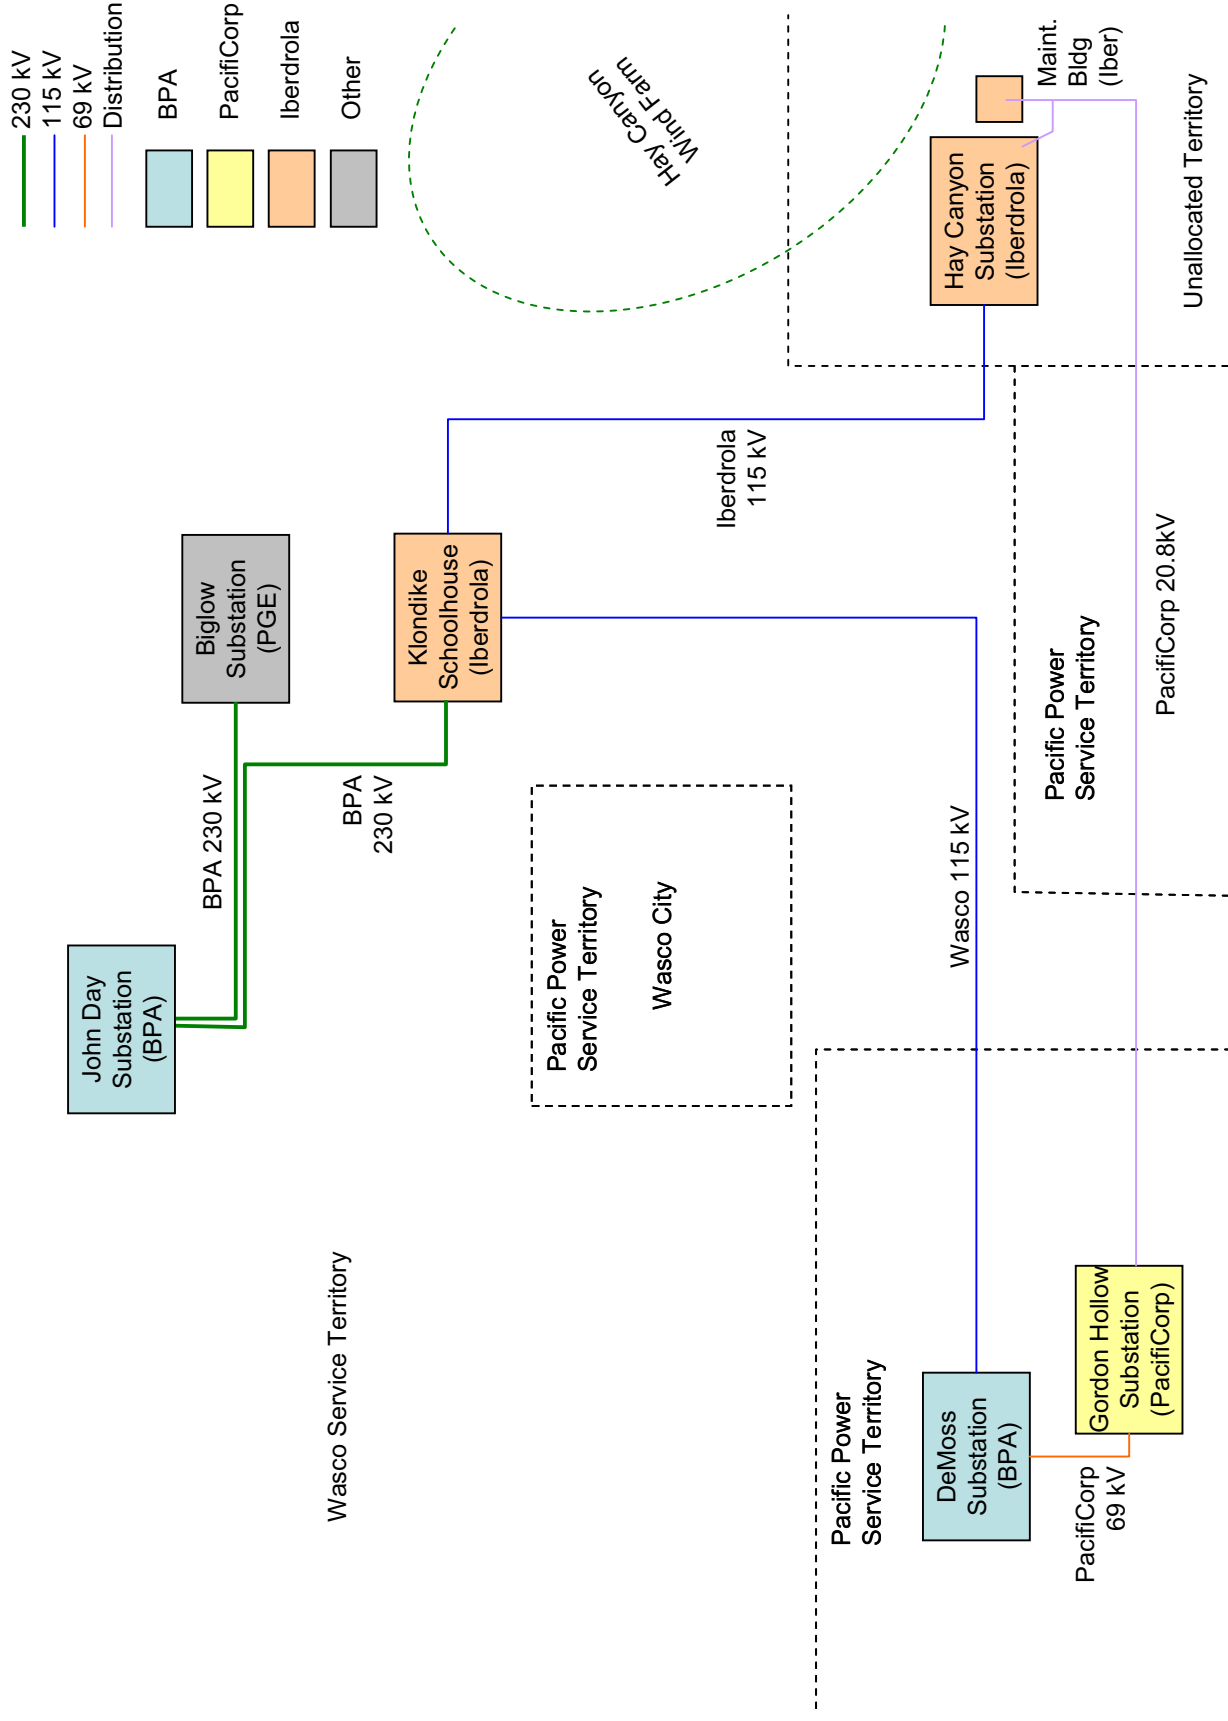 230 kV
115 kV
69 kV
Distribution
BPA
PacifiCorp
Iberdrola
Other
John Day
Substation
(BPA)
BPA 230 kV
Biglow
Substation
(PGE)
BPA
230 kV
Klondike
Schoolhouse
(Iberdrola)
Hay Canyon
Wind Farm
Wasco Service Territory
Pacific Power
Service Territory
Wasco City
Iberdrola
115 kV
Pacific Power
Service Territory
DeMoss
Substation
(BPA)
Wasco 115 kV
Hay Canyon
Substation
(Iberdrola)
Maint.
Bldg
(Iber)
PacifiCorp
69 kV
Gordon Hollow
Substation
(PacifiCorp)
Pacific Power
Service Territory
PacifiCorp 20.8kV
Unallocated Territory